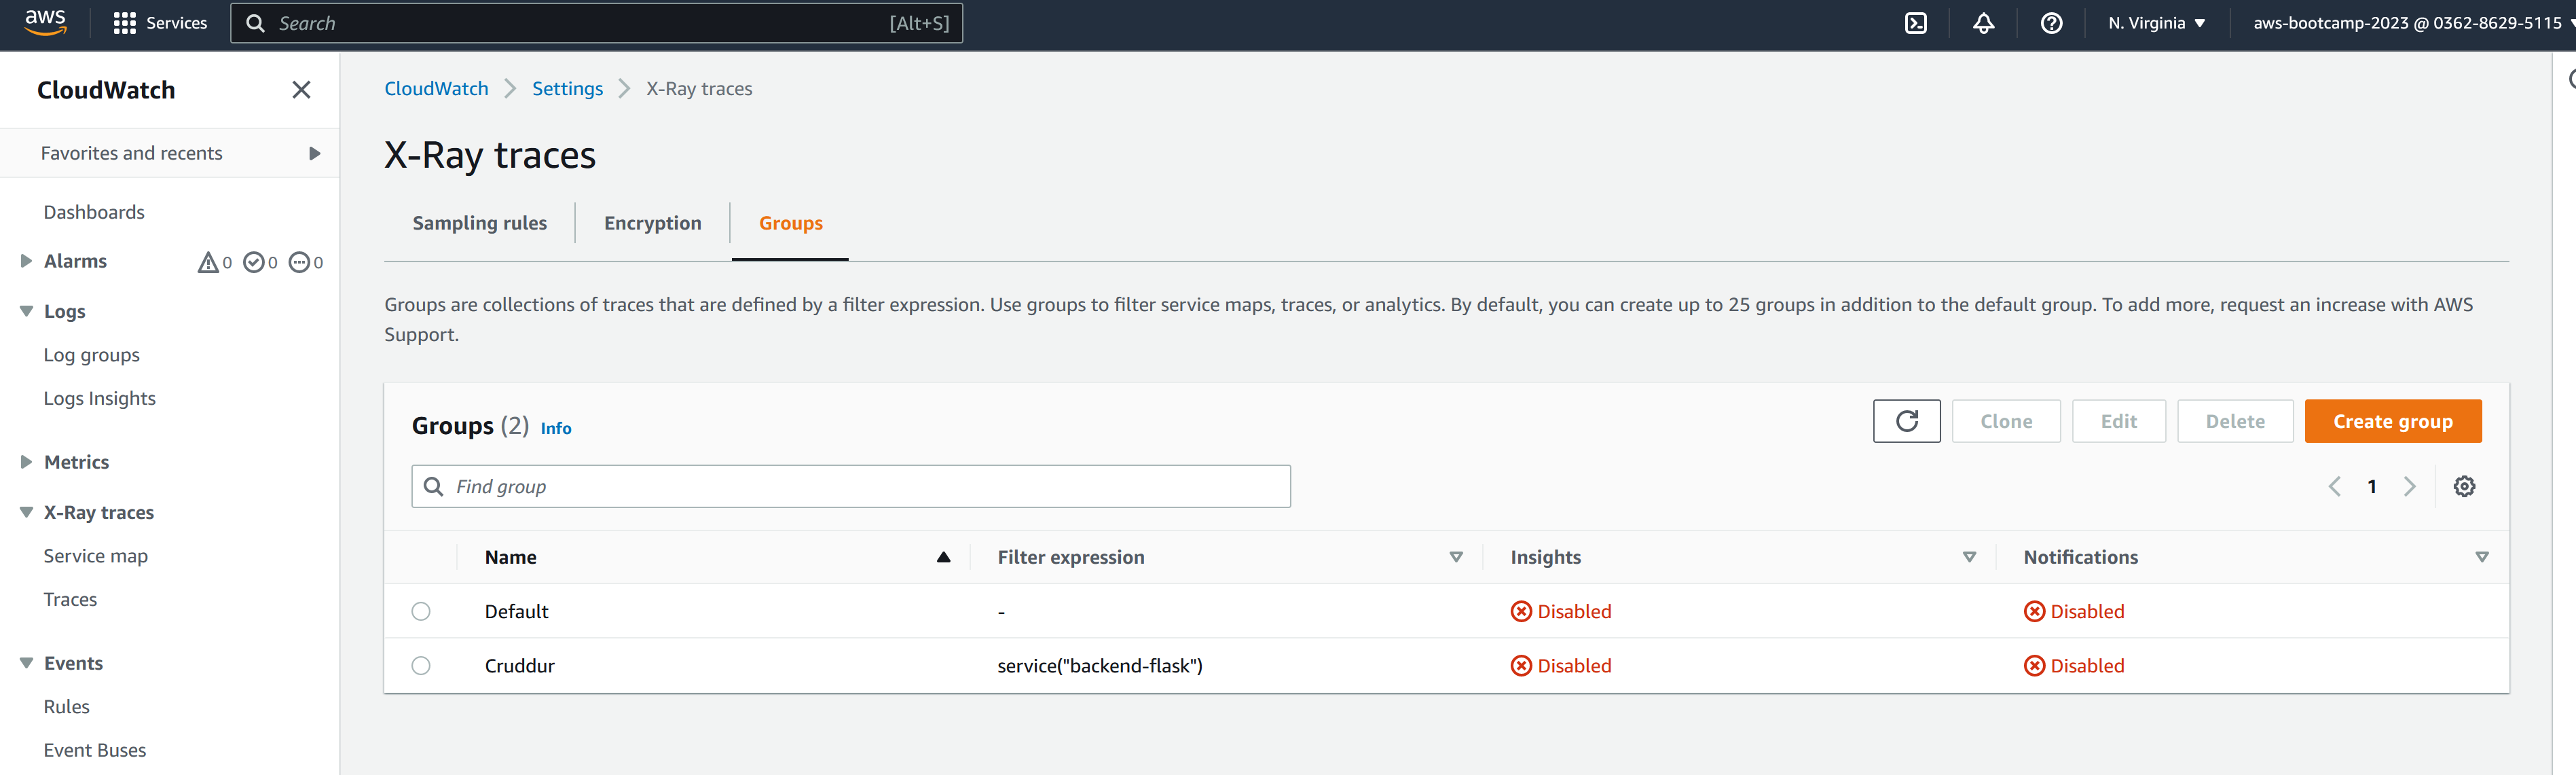 aws
Services
Search
[Alt+S]
N. Virginia
aws-bootcamp-2023 @ 0362-8629-5115
CloudWatch
Favorites and recents
Dashboards
Alarms 0 0 0
Logs
Log groups
Logs Insights
Metrics
X-Ray traces
Service map
Traces
Events
Rules
Event Buses
CloudWatch Settings X-Ray traces
X-Ray traces
Sampling rules Encryption Groups
Groups are collections of traces that are defined by a filter expression. Use groups to filter service maps, traces, or analytics. By default, you can create up to 25 groups in addition to the default group. To add more, request an increase with AWS
Support.
Groups (2) Info
Clone Edit Delete Create group
Find group
1
Name Filter expression Insights Notifications
Default - Disabled Disabled
Cruddur service("backend-flask") Disabled Disabled